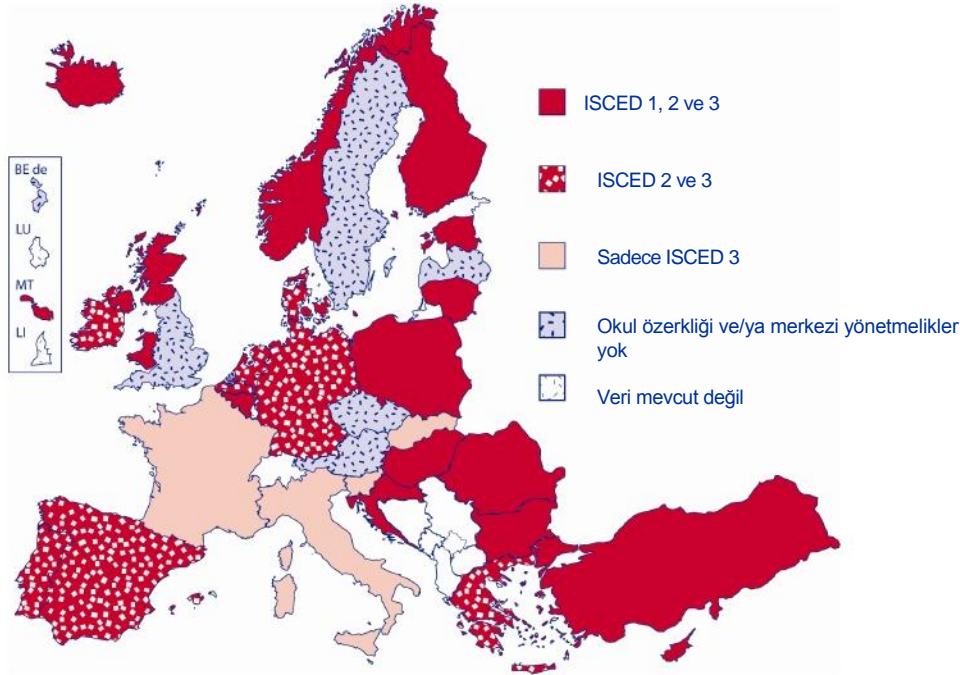 BE de
LU
MT
LI
ISCED 1, 2 ve 3
ISCED 2 ve 3
Sadece ISCED 3
Okul özerkliği ve/ya merkezi yönetmelikler
yok
Veri mevcut değil